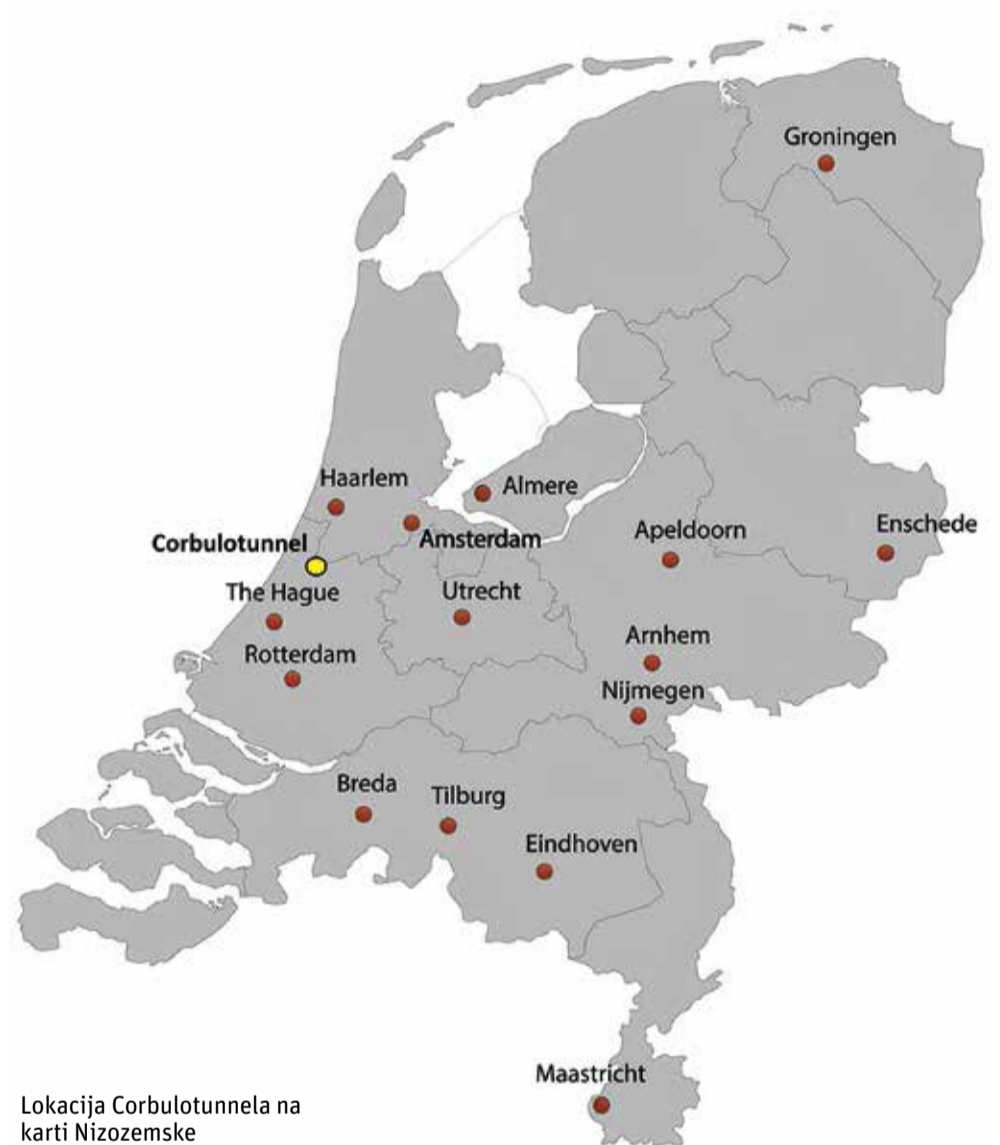 Groningen
Haarlem
Almere
Enschede
Apeldoorn
Amsterdam
Corbulotunnel
The Hague
Utrecht
Arnhem
Rotterdam
Nijmegen
Breda
Tilburg
Eindhoven
Maastricht
Lokacija Corbulotunnela na
karti Nizozemske